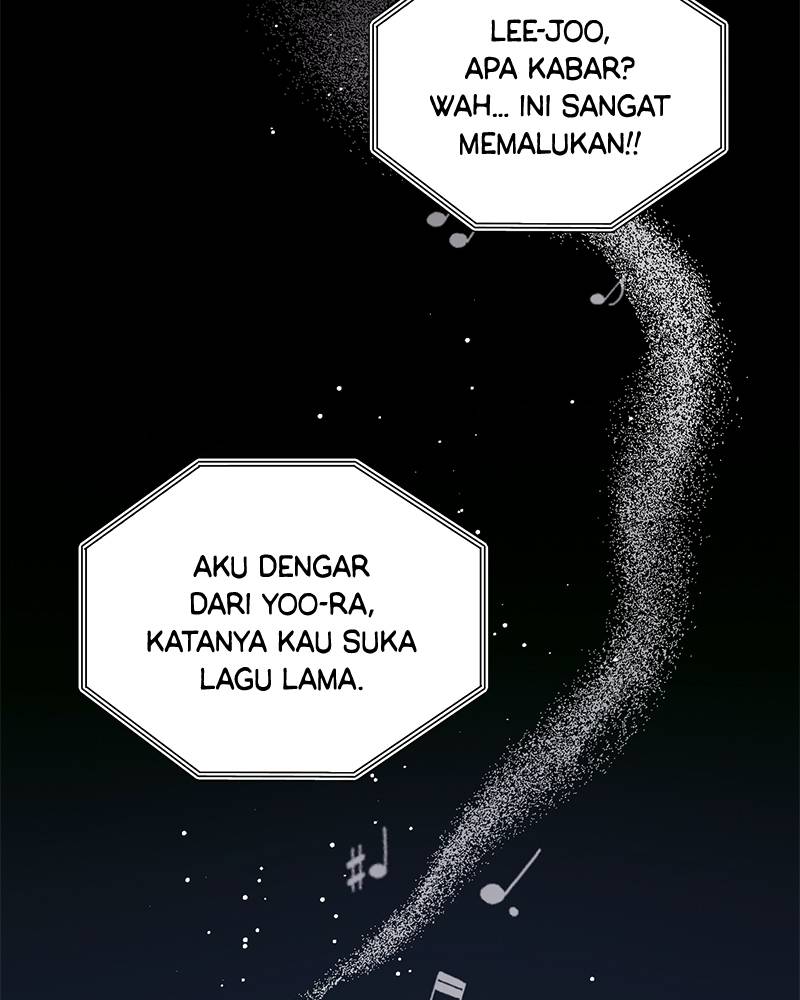 LEE-JOO,
APA KABAR?
WAH... INI SANGAT
MEMALUKAN!!
AKU DENGAR
DARI YOO-RA,
KATANYA KAU SUKA
LAGU LAMA.